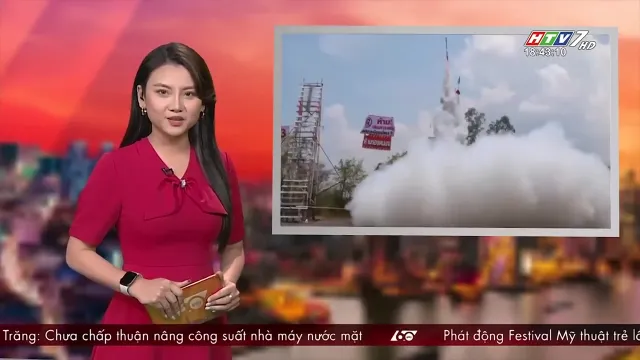 HTV7 HD
18:43:10
Trăng: Chưa chấp thuận nâng công suất nhà máy nước mặt
Phát động Festival Mỹ thuật trẻ lầ